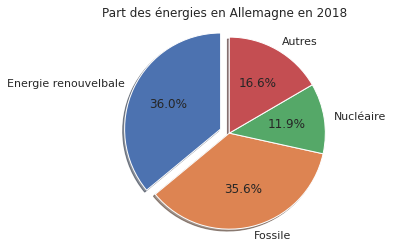 Part des énergies en Allemagne en 2018
Autres
Energie renouvelbale
16.6%
36.0%
Nucléaire
11.9%
35.6%
Fossile